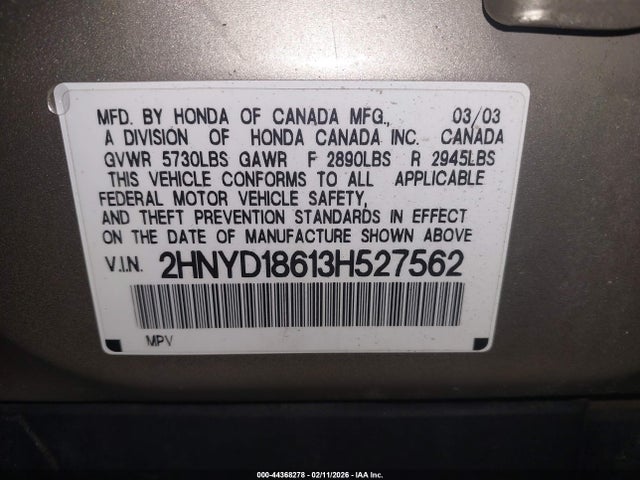 MFD. BY HONDA OF CANADA MFG., 03/03
A DIVISION OF HONDA CANADA INC. CANADA
GVWR 5730LBS GAWR F 2890LBS R 2945LBS
THIS VEHICLE CONFORMS TO ALL APPLICABLE
FEDERAL MOTOR VEHICLE SAFETY,
AND THEFT PREVENTION STANDARDS IN EFFECT
ON THE DATE OF MANUFACTURE SHOWN ABOVE
V.I.N. 2HNYD18613H527562
MPV
000-44368278 - 02/11/2026 - IAA Inc.